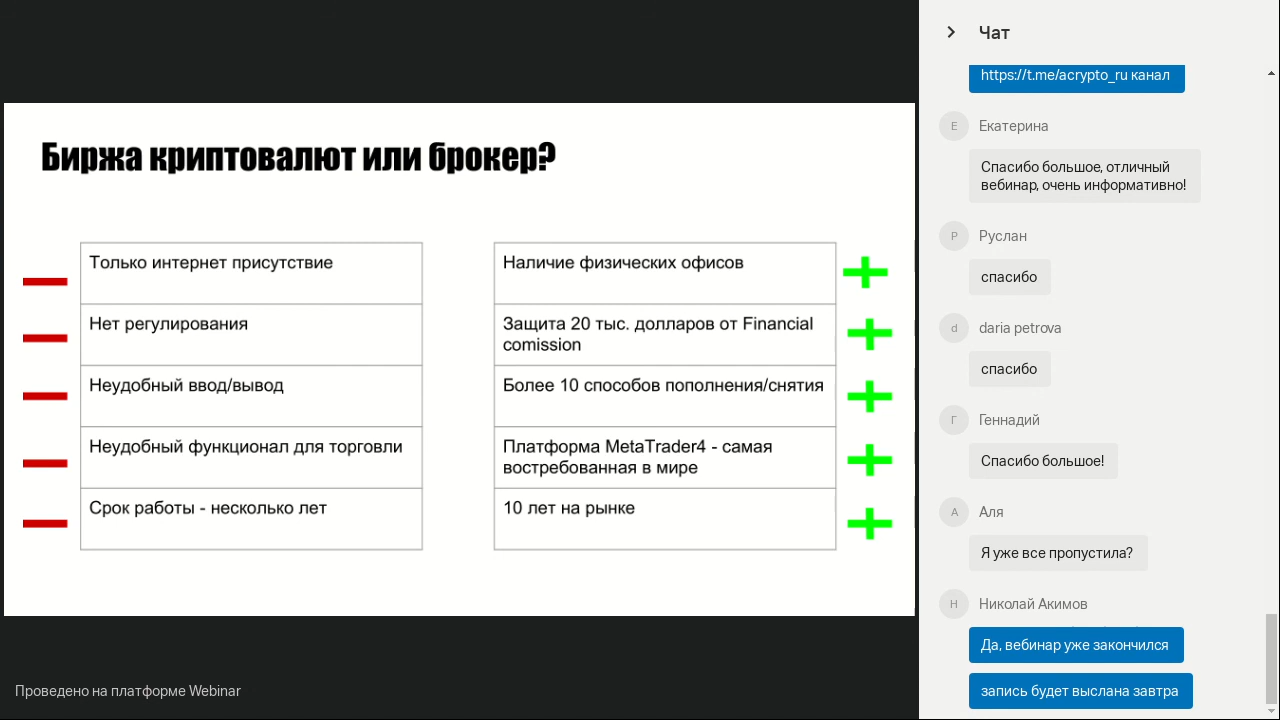 Биржа криптовалют или брокер?
Только интернет присутствие
Нет регулирования
Неудобный ввод/вывод
Неудобный функционал для торговли
Срок работы - несколько лет
Наличие физических офисов
Защита 20 тыс. долларов от Financial
comission
Более 10 способов пополнения/снятия
Платформа MetaTrader4 - самая
востребованная в мире
10 лет на рынке
Проведено на платформе Webinar
Чат
https://t.me/acrypto_ru канал
Е
Екатерина
Спасибо большое, отличный
вебинар, очень информативно!
Р
Руслан
спасибо
d
daria petrova
спасибо
Г
Геннадий
Спасибо большое!
А
Аля
Я уже все пропустила?
Н
Николай Акимов
Да, вебинар уже закончился
запись будет выслана завтра